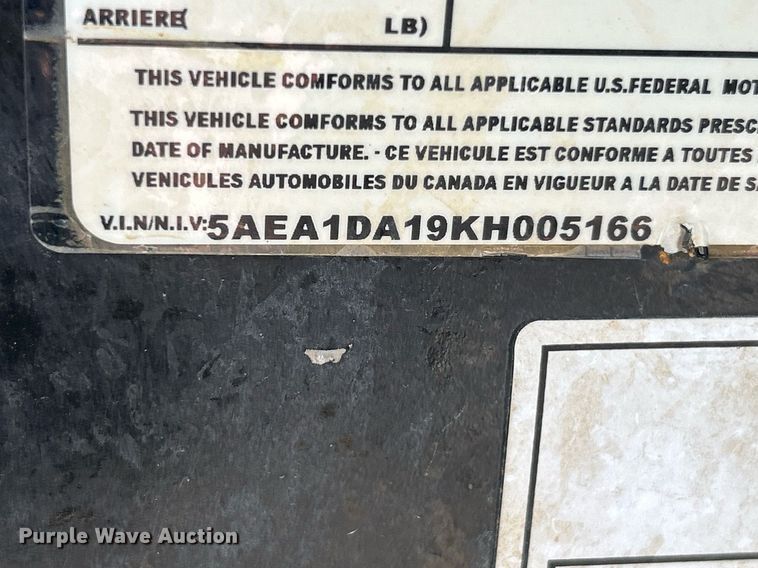 ARRIERE LB)
THIS VEHICLE COMFORMS TO ALL APPLICABLE U.S.FEDERAL
THIS VEHICLE COMFORMS TO ALL APPLICABLE STANDARDS
DATE OF MANUFACTURE. - CE VEHICULE EST CONFORME A TOUTES
VENICULES AUTOMOBILES DU CANADA EN VIGUEUR A LA DATE DE
V.I.N/N.I.V:5AEA1DA19KH005166
Purple Wave Auction